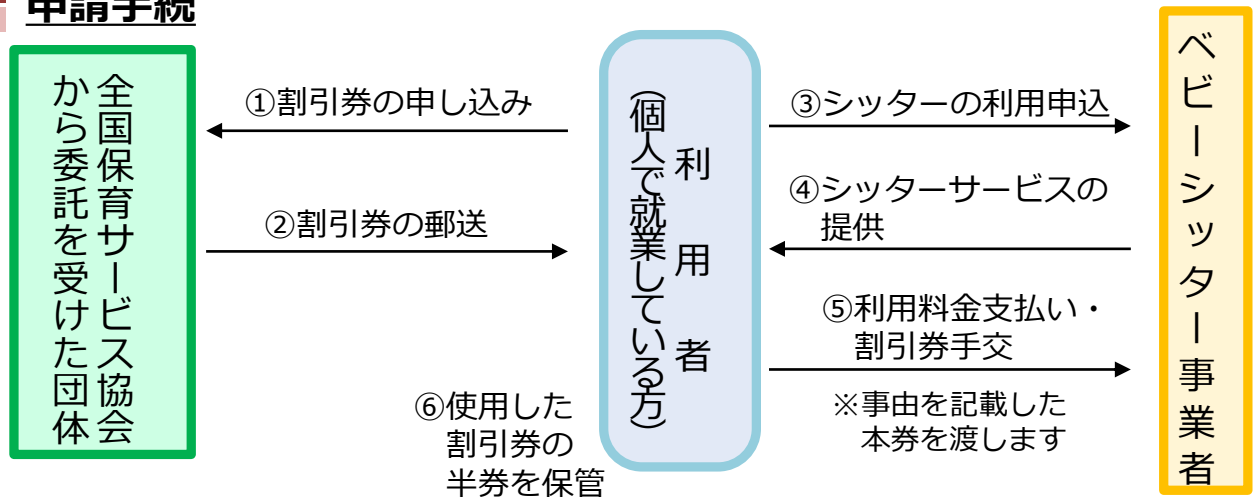 申請手続
全国保育サービス協会
から委託を受けた団体
①割引券の申し込み
②割引券の郵送
利用者
(個人で就業している方)
⑥使用した
割引券の
半券を保管
③シッターの利用申込
④シッターサービスの
提供
⑤利用料金支払い・
割引券手交
※事由を記載した
本券を渡します
ベビーシッター事業者